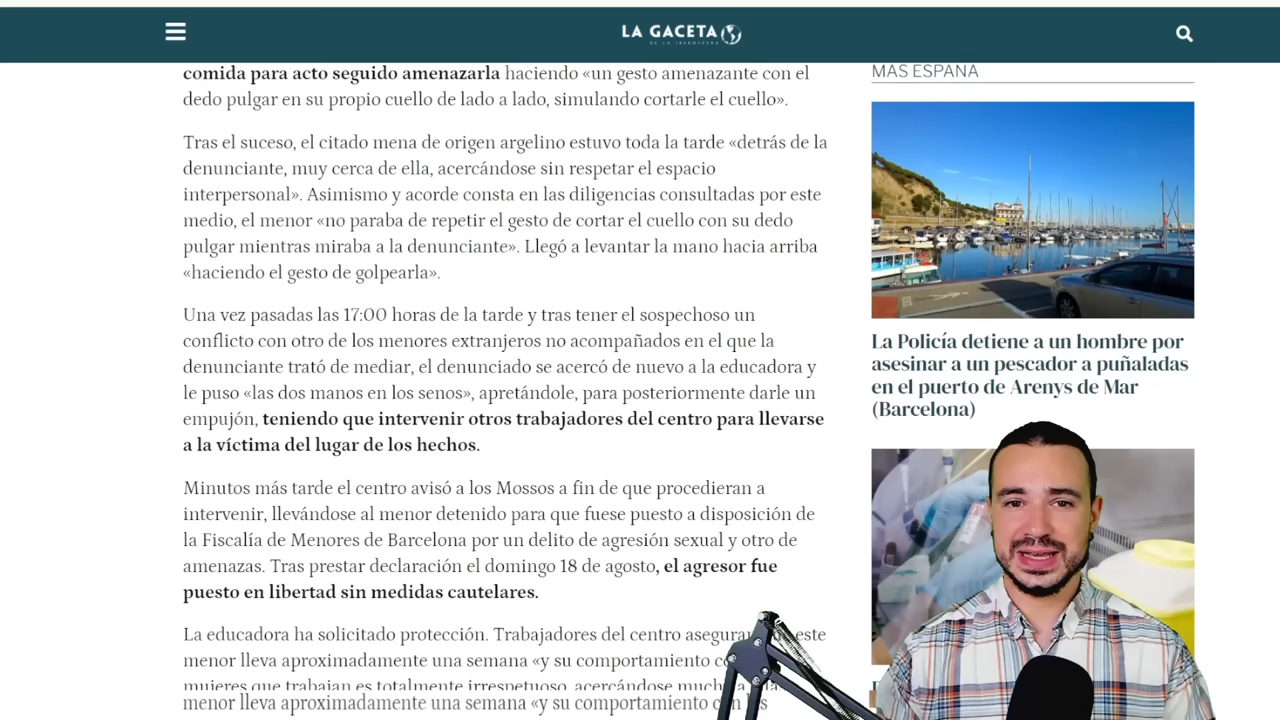 LA GACETA
DE LA IBEROSFERA
comida para acto seguido amenazarla haciendo «un gesto amenazante con el
dedo pulgar en su propio cuello de lado a lado, simulando cortarle el cuello».
Tras el suceso, el citado mena de origen argelino estuvo toda la tarde «detrás de la
denunciante, muy cerca de ella, acercándose sin respetar el espacio
interpersonal». Asimismo y acorde consta en las diligencias consultadas por este
medio, el menor «no paraba de repetir el gesto de cortar el cuello con su dedo
pulgar mientras miraba a la denunciante». Llegó a levantar la mano hacia arriba
«haciendo el gesto de golpearla».
Una vez pasadas las 17:00 horas de la tarde y tras tener el sospechoso un
conflicto con otro de los menores extranjeros no acompañados en el que la
denunciante trató de mediar, el denunciado se acercó de nuevo a la educadora y
le puso «las dos manos en los senos», apretándole, para posteriormente darle un
empujón, teniendo que intervenir otros trabajadores del centro para llevarse
a la víctima del lugar de los hechos.
Minutos más tarde el centro avisó a los Mossos a fin de que procedieran a
intervenir, llevándose al menor detenido para que fuese puesto a disposición de
la Fiscalía de Menores de Barcelona por un delito de agresión sexual y otro de
amenazas. Tras prestar declaración el domingo 18 de agosto, el agresor fue
puesto en libertad sin medidas cautelares.
La educadora ha solicitado protección. Trabajadores del centro aseguran este
menor lleva aproximadamente una semana «y su comportamiento
mujeres que trabajan es totalmente irrespetuoso, acercándose
menor lleva aproximadamente una semana «y su comportamiento
MÁS ESPAÑA
La Policía detiene a un hombre por
asesinar a un pescador a puñaladas
en el puerto de Arenys de Mar
(Barcelona)